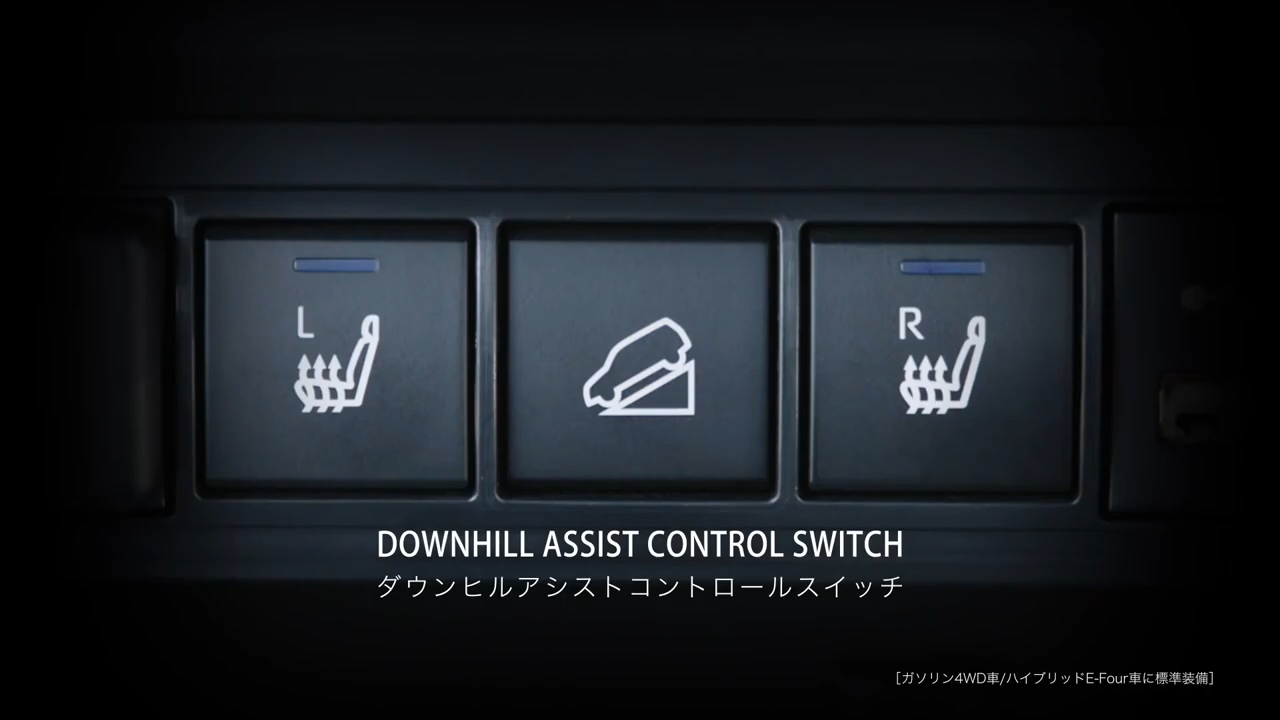 L
R
DOWNHILL ASSIST CONTROL SWITCH
ダウンヒルアシストコントロールスイッチ
[ガソリン4WD車/ハイブリッドE-Four車に標準装備]